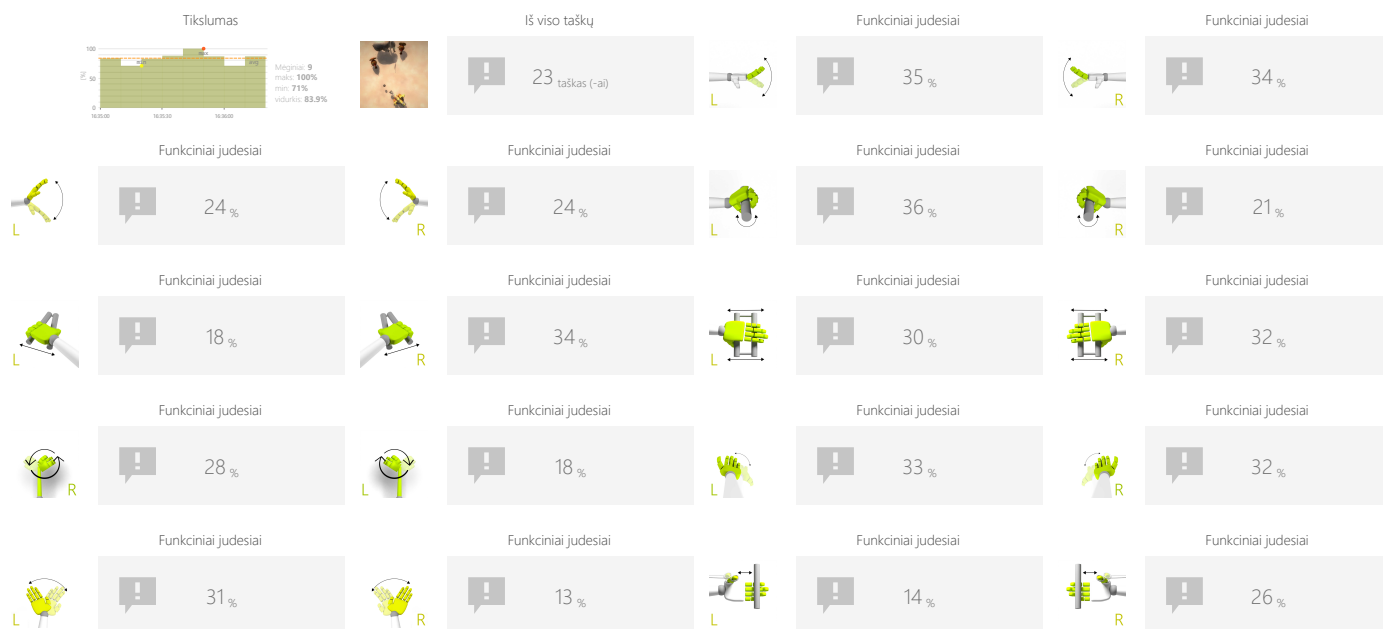 Tikslumas
Iš viso taškų
Funkciniai judesiai
Funkciniai judesiai
100
50
0
[%]
max
min
avg
16:35:00
16:35:30
16:36:00
Mėginiai: 9
maks: 100%
min: 71%
vidurkis: 83.9%
23 taškas (-ai)
L
35 %
R
34 %
Funkciniai judesiai
Funkciniai judesiai
Funkciniai judesiai
Funkciniai judesiai
L
24 %
R
24 %
L
36 %
R
21 %
Funkciniai judesiai
Funkciniai judesiai
Funkciniai judesiai
Funkciniai judesiai
L
18 %
R
34 %
L
30 %
R
32 %
Funkciniai judesiai
Funkciniai judesiai
Funkciniai judesiai
Funkciniai judesiai
R
28 %
L
18 %
L
33 %
R
32 %
Funkciniai judesiai
Funkciniai judesiai
Funkciniai judesiai
Funkciniai judesiai
L
31 %
R
13 %
L
14 %
R
26 %